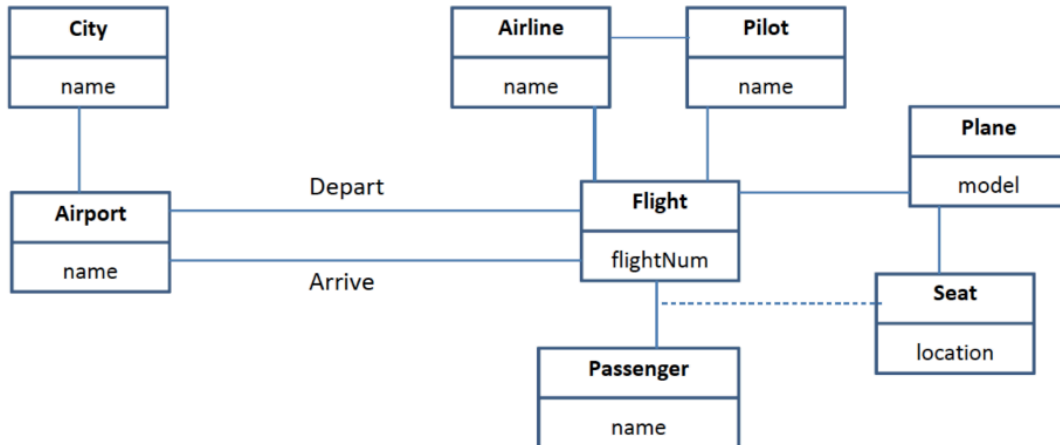 City
name
Airline
name
Pilot
name
Plane
model
Depart
Airport
name
Arrive
Flight
flightNum
Seat
location
Passenger
name